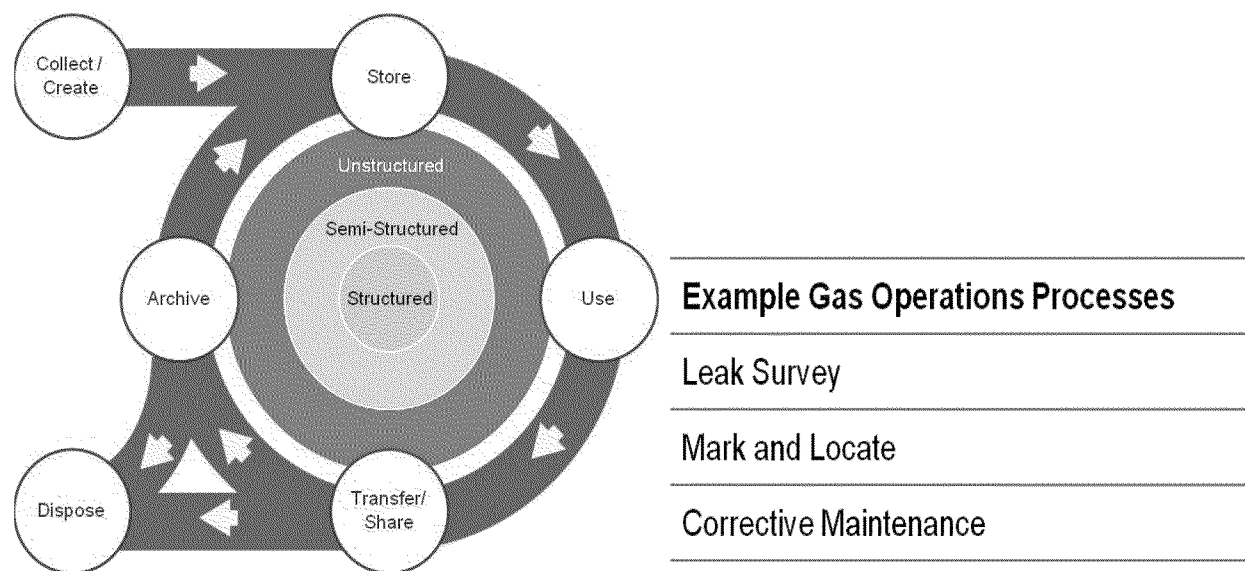 Collect /
Create
Store
Unstructured
Semi-Structured
Structured
Archive
Use
Dispose
Transfer/
Share
Example Gas Operations Processes
Leak Survey
Mark and Locate
Corrective Maintenance